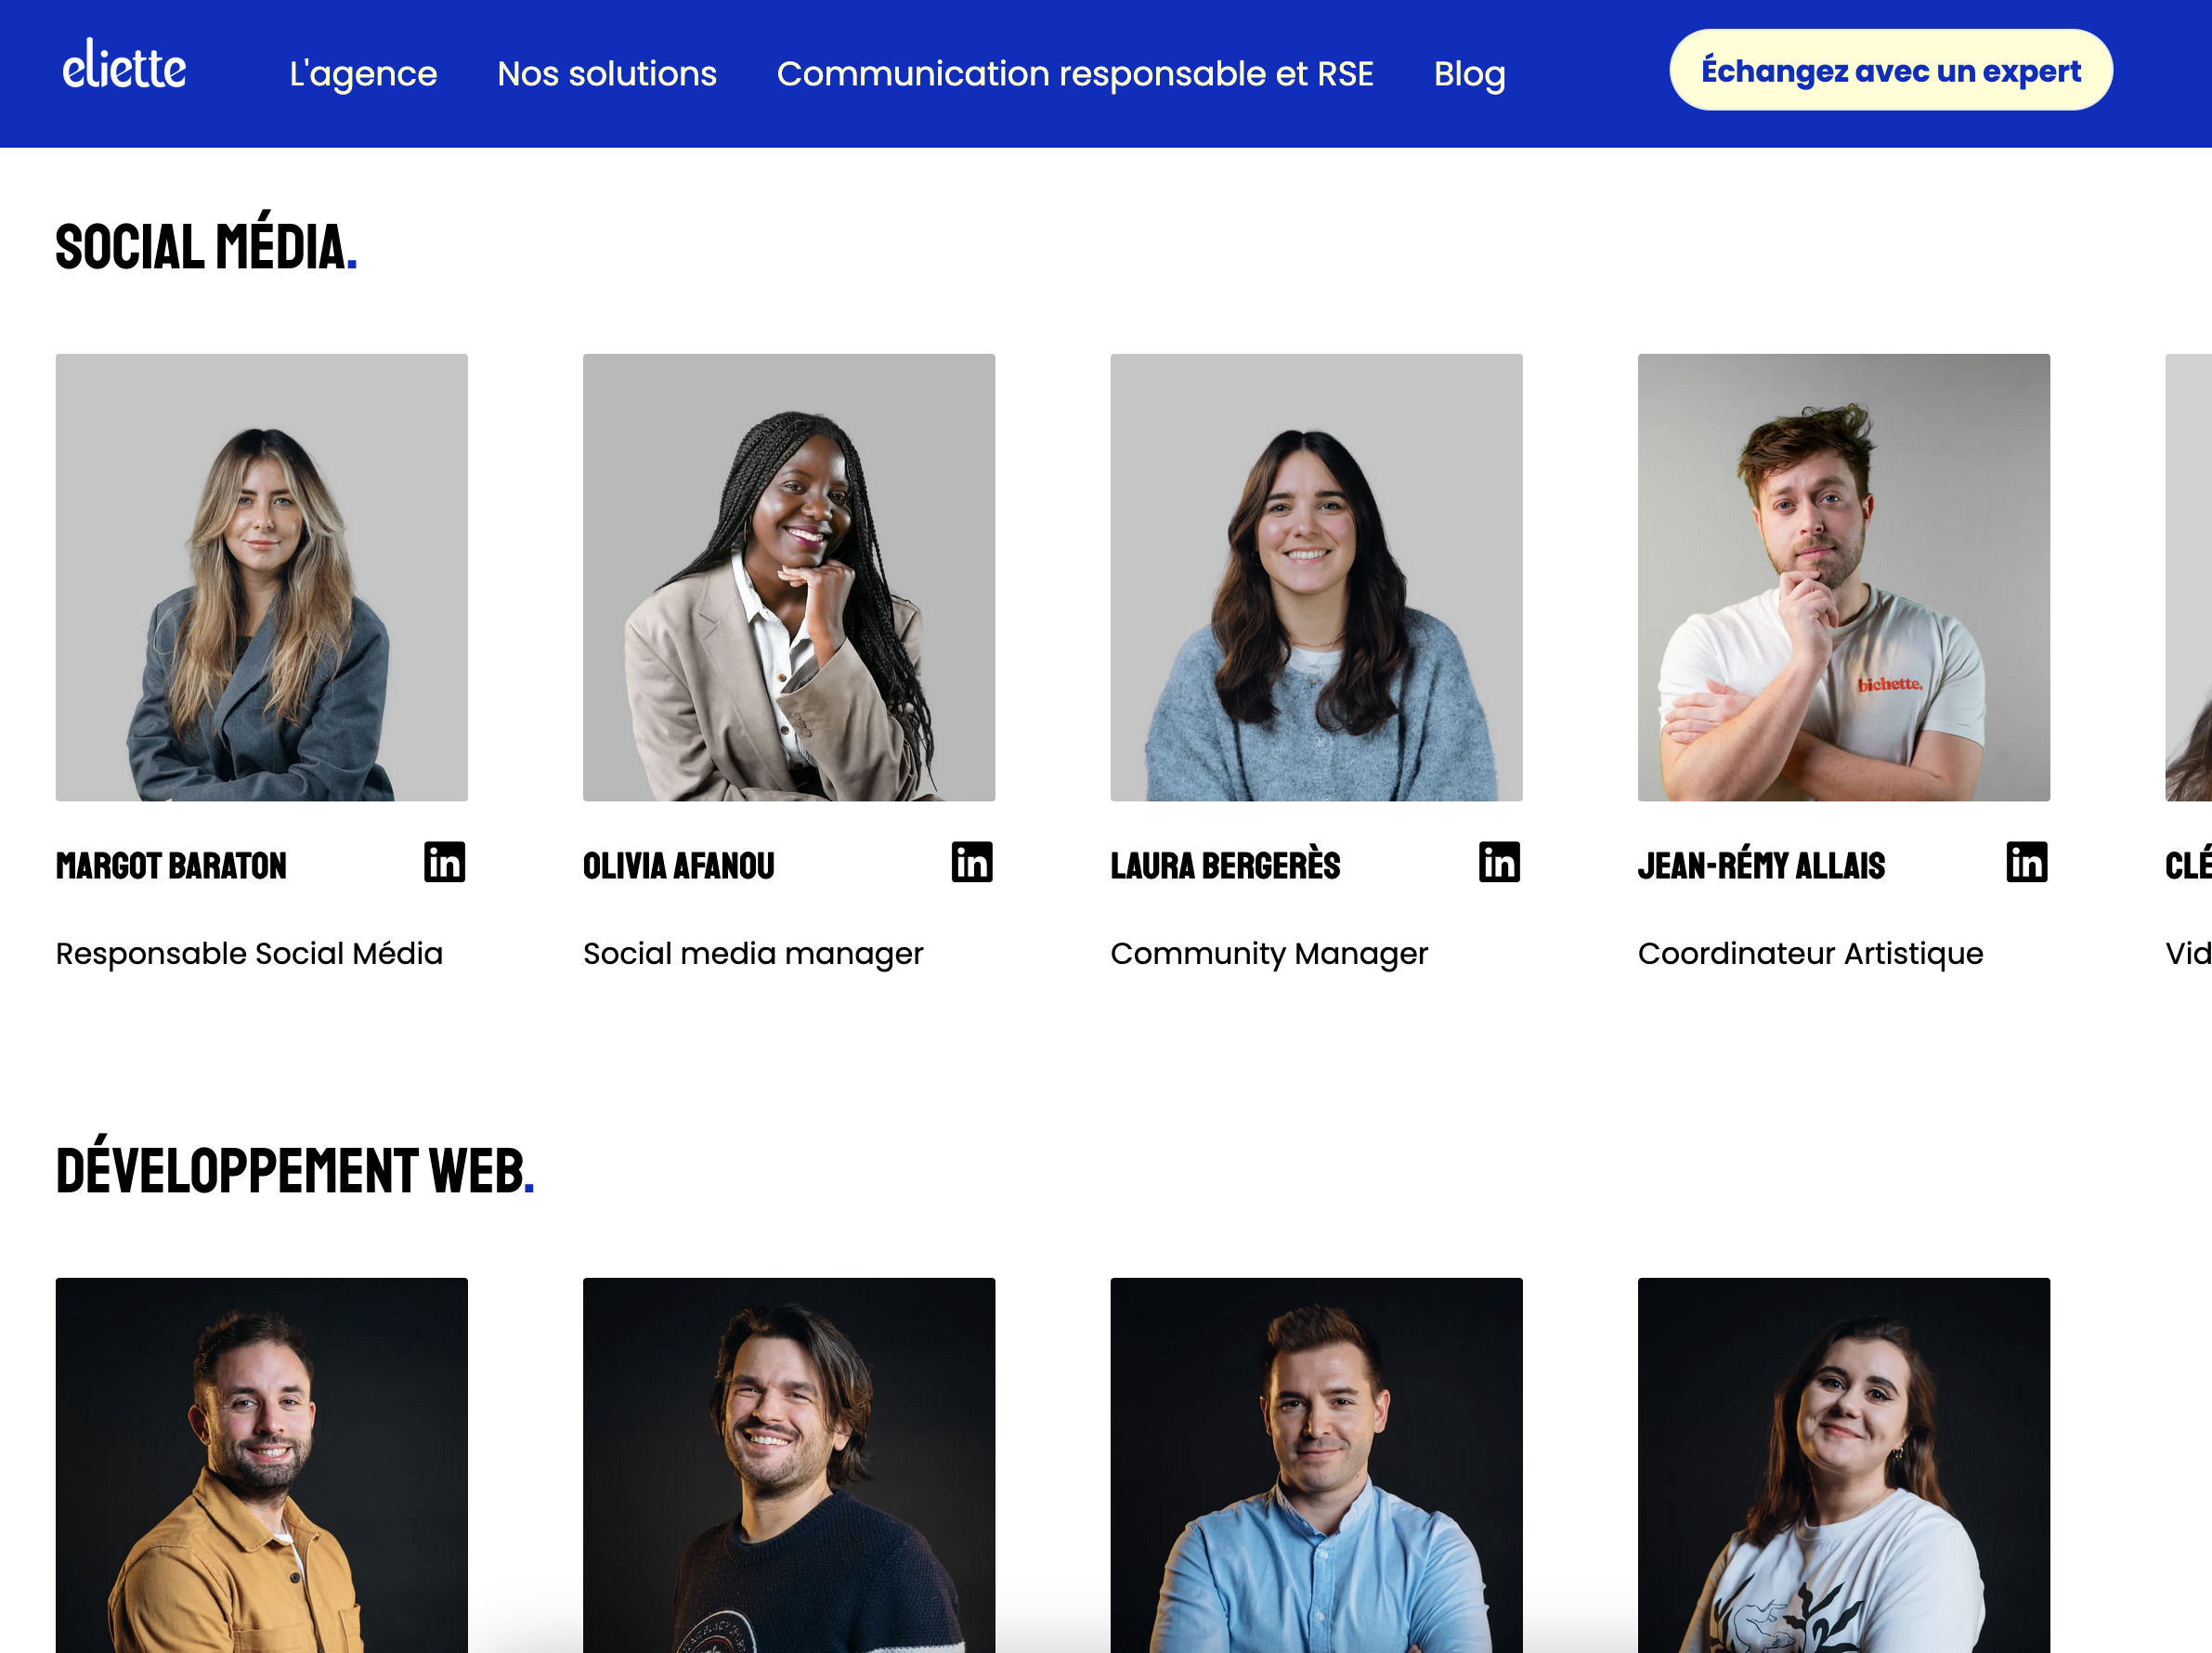 eliette
L'agence
Nos solutions
Communication responsable et RSE
Blog
Échangez avec un expert
SOCIAL MÉDIA.
bichette.
MARGOT BARATON
in
OLIVIA AFANOU
in
LAURA BERGERÈS
in
JEAN-RÉMY ALLAIS
in
CLÉ
Responsable Social Média
Social media manager
Community Manager
Coordinateur Artistique
Vid
DÉVELOPPEMENT WEB.